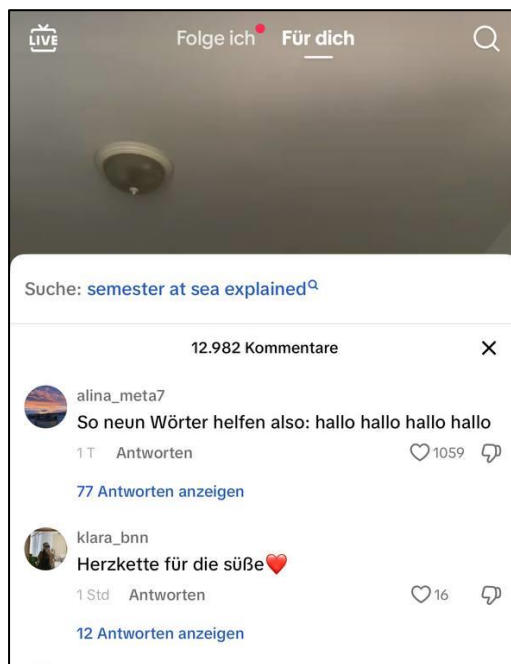 LIVE
Folge ich Für dich
Suche: semester at sea explained
12.982 Kommentare
alina_meta7
So neun Wörter helfen also: hallo hallo hallo hallo
1 T Antworten
1059
77 Antworten anzeigen
klara_bnn
Herzkette für die süße❤️
1 Std Antworten
16
12 Antworten anzeigen